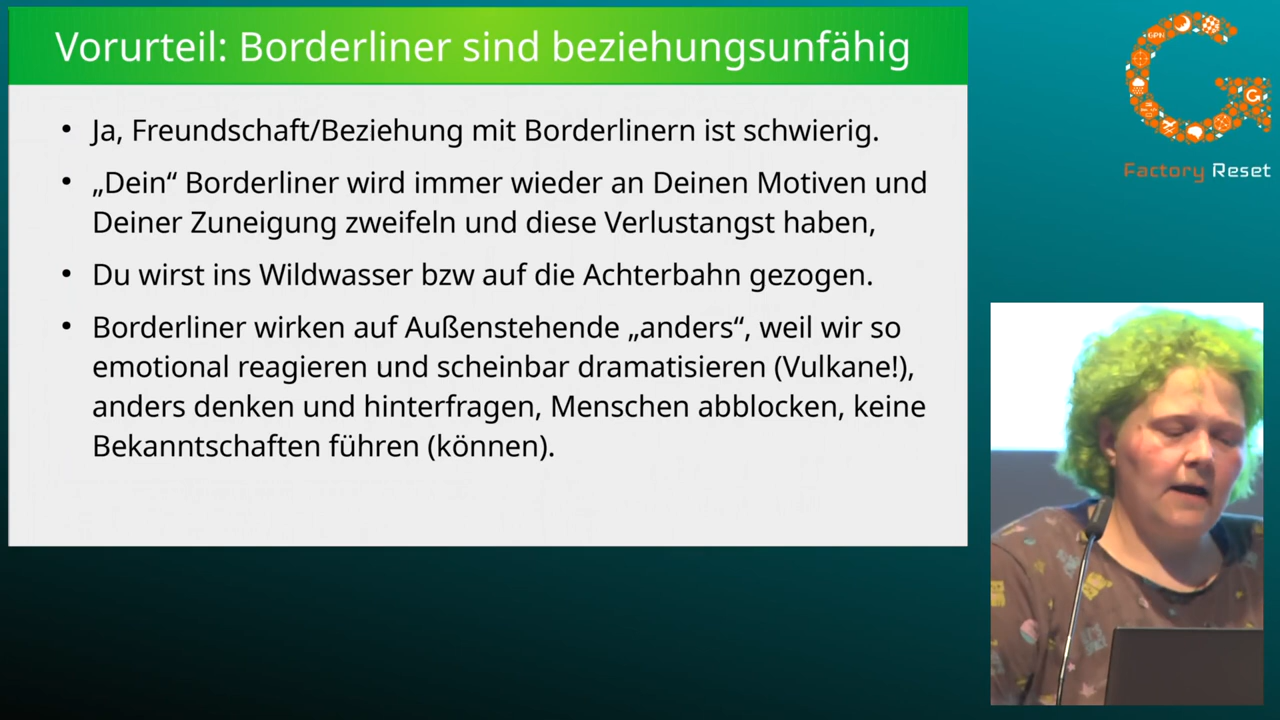 Vorurteil: Borderliner sind beziehungsunfähig
• Ja, Freundschaft/Beziehung mit Borderlinern ist schwierig.
• „Dein“ Borderliner wird immer wieder an Deinen Motiven und
Deiner Zuneigung zweifeln und diese Verlustangst haben,
• Du wirst ins Wildwasser bzw auf die Achterbahn gezogen.
• Borderliner wirken auf Außenstehende „anders“, weil wir so
emotional reagieren und scheinbar dramatisieren (Vulkane!),
anders denken und hinterfragen, Menschen abblocken, keine
Bekanntschaften führen (können).
GPN
Factory Reset